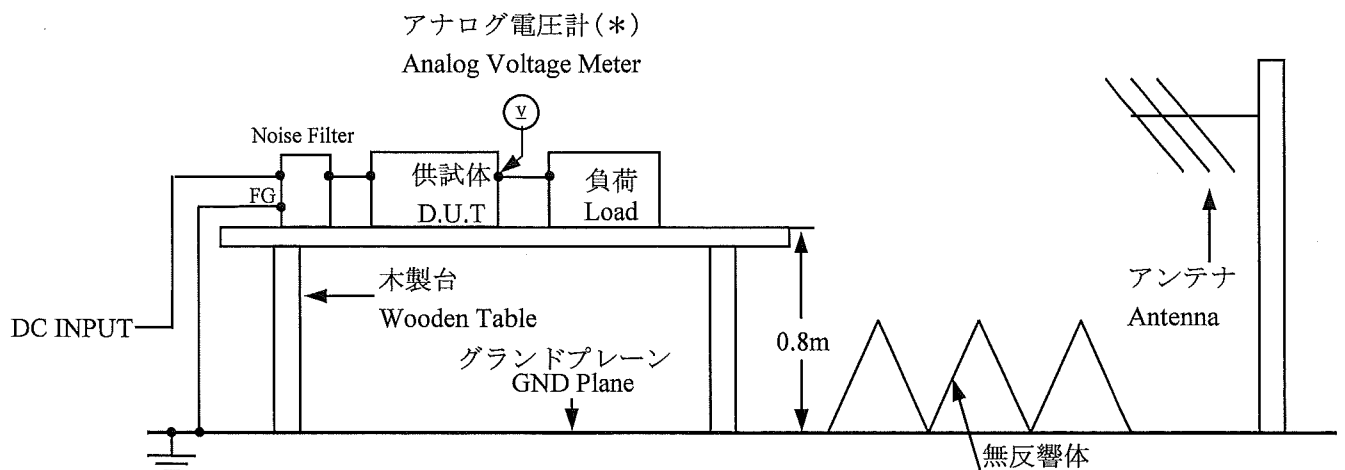 アナログ電圧計(＊)
Analog Voltage Meter
V
Noise Filter
FG
供試体
D.U.T
負荷
Load
木製台
Wooden Table
DC INPUT
グランドプレーン
GND Plane
0.8m
アンテナ
Antenna
無反響体